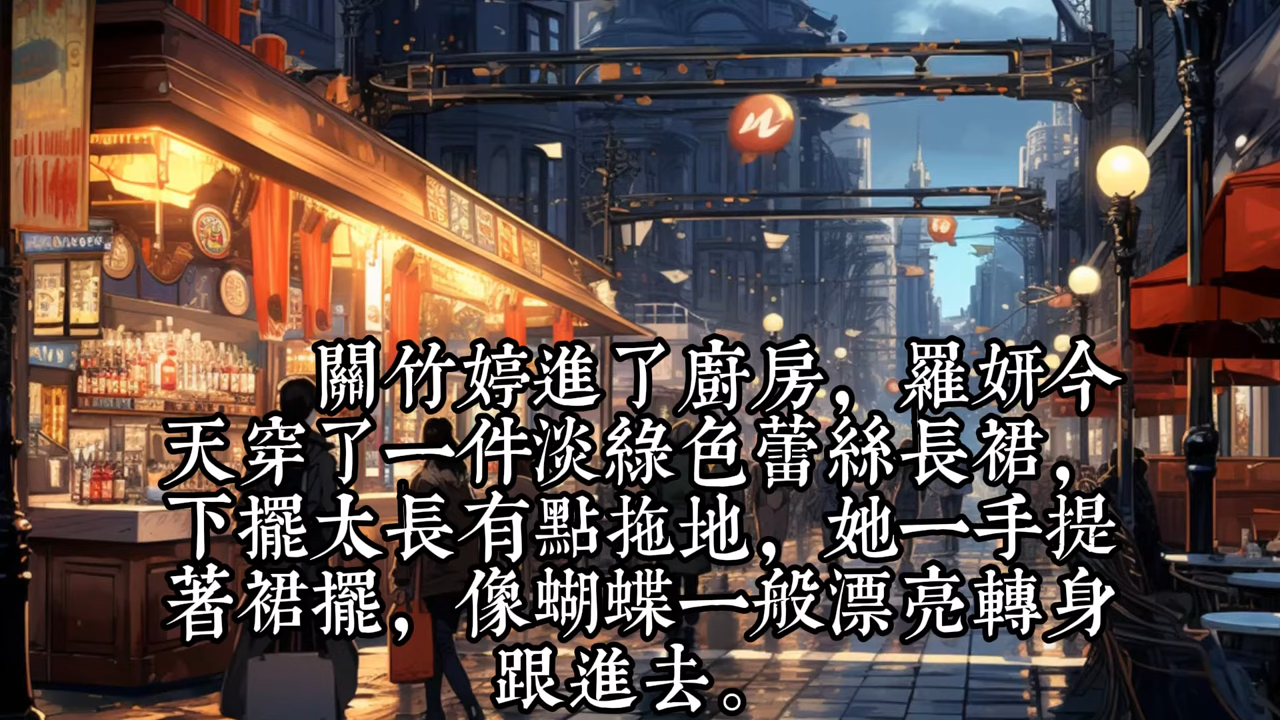 關竹婷進了廚房，羅妍今
天穿了一件淡綠色蕾絲長裙，
下擺太長有點拖地，她一手提
著裙擺，像蝴蝶一般漂亮轉身
跟進去。